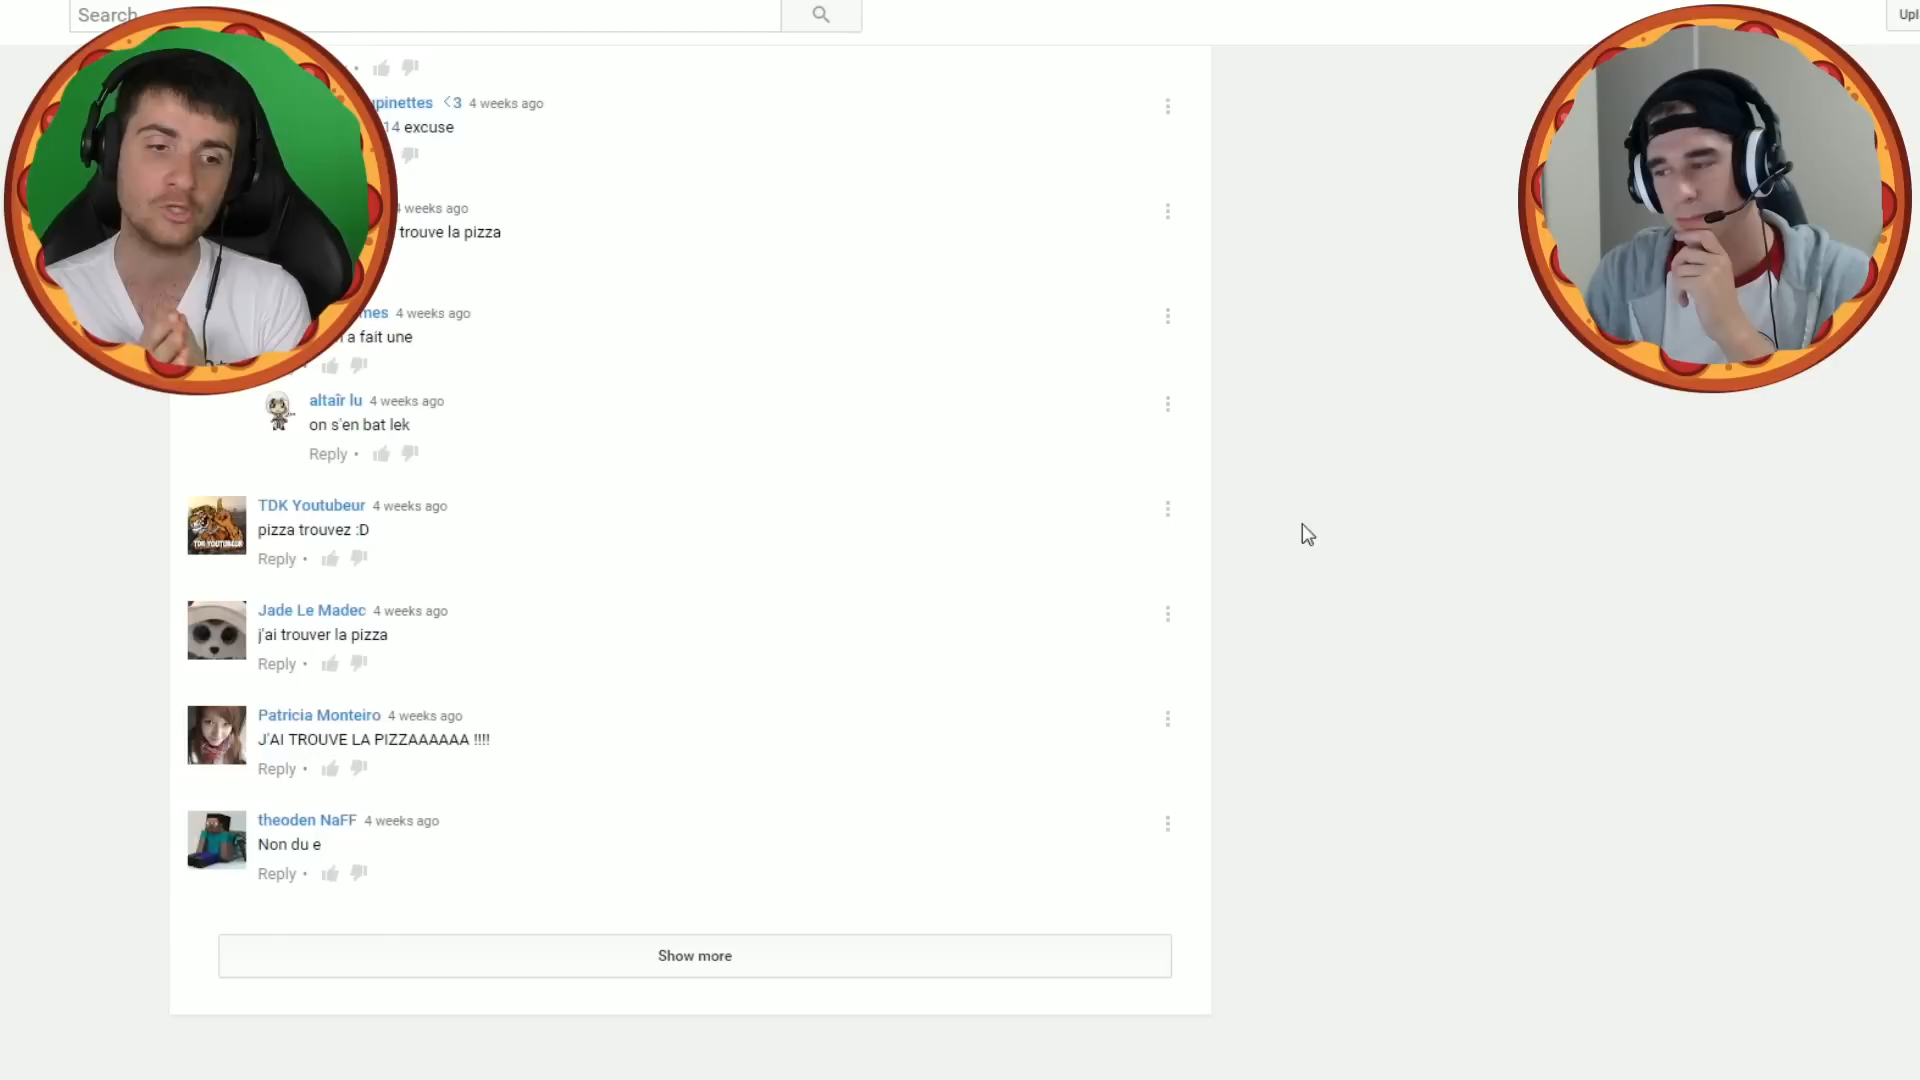 Search
Upl
pinettes <3 4 weeks ago
14 excuse
4 weeks ago
trouve la pizza
mes 4 weeks ago
a fait une
altaîr lu 4 weeks ago
on s'en bat lek
Reply •
TDK Youtubeur 4 weeks ago
pizza trouvez :D
Reply •
Jade Le Madec 4 weeks ago
j'ai trouver la pizza
Reply •
Patricia Monteiro 4 weeks ago
J'AI TROUVE LA PIZZAAAAAA !!!!
Reply •
theoden NaFF 4 weeks ago
Non du e
Reply •
Show more